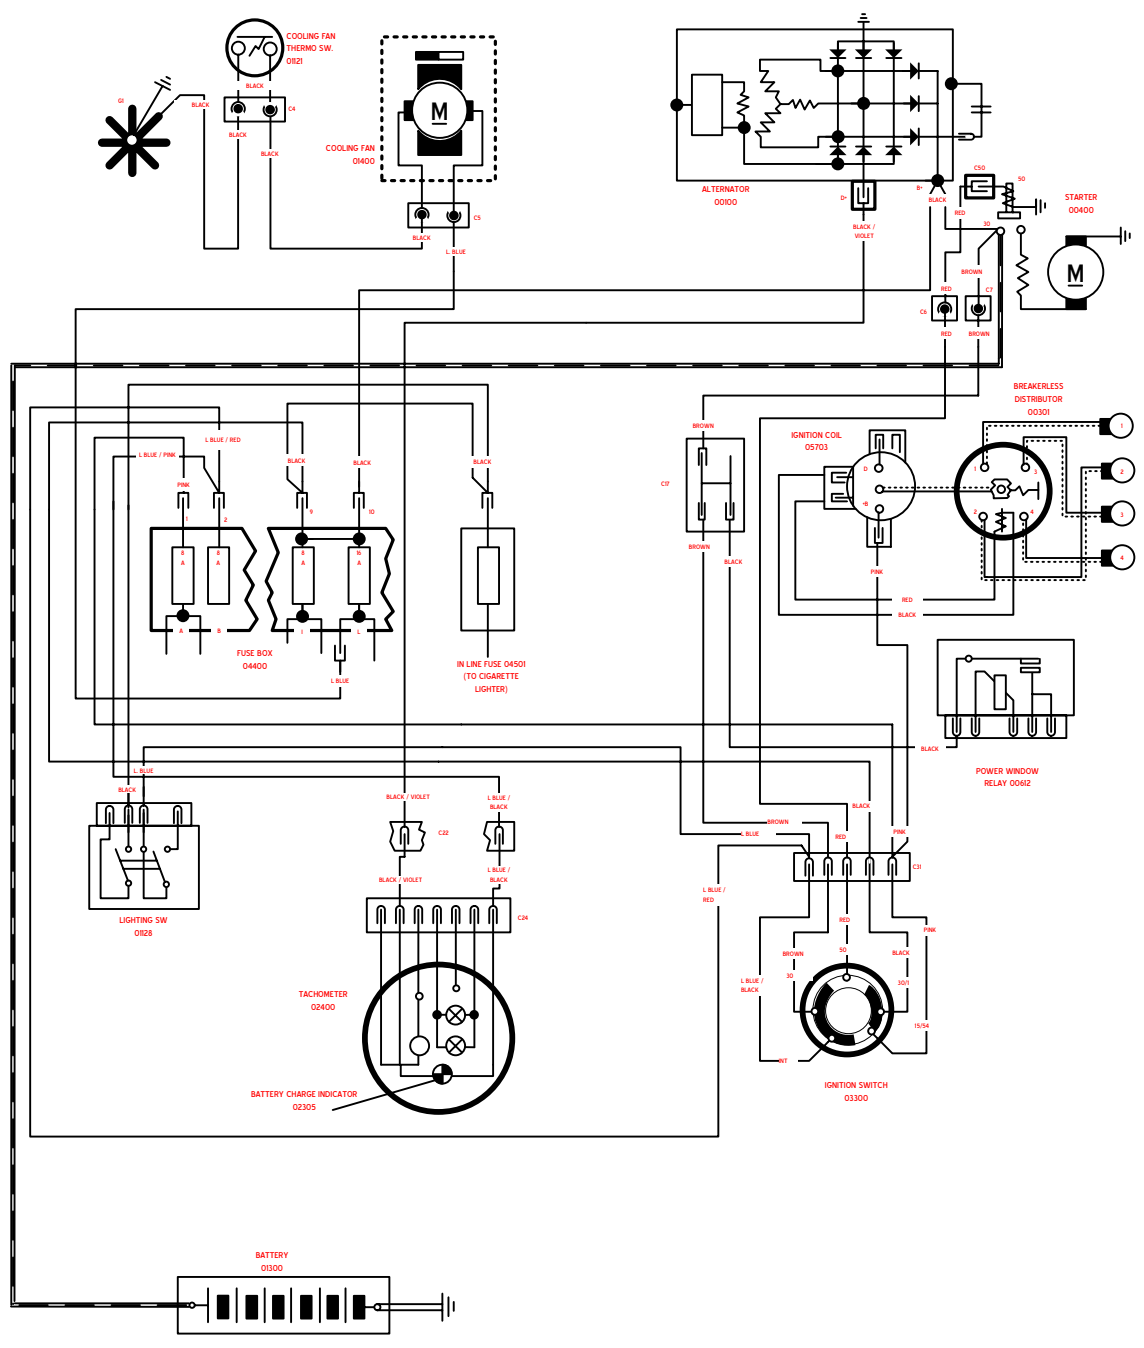 COOLING FAN
THERMO SW.
01121
BLACK
C4
G1
BLACK
BLACK
BLACK
M
COOLING FAN
01400
C5
BLACK
L. BLUE
ALTERNATOR
00100
D+
BLACK /
VIOLET
B+
BLACK
C50
50
RED
STARTER
00400
30
M
BROWN
RED
C7
C6
RED
BROWN
BREAKERLESS
DISTRIBUTOR
00301
1
2
3
4
1
3
2
4
IGNITION COIL
05703
D
+B
PINK
RED
BLACK
BROWN
C17
BROWN
BLACK
L BLUE / RED
L BLUE / PINK
PINK
BLACK
BLACK
BLACK
1
2
9
10
8
A
8
A
8
A
16
A
A
B
I
L
FUSE BOX
04400
L BLUE
IN LINE FUSE 04501
(TO CIGARETTE
LIGHTER)
POWER WINDOW
RELAY 00612
BLACK
L. BLUE
BLACK
LIGHTING SW
01128
BLACK / VIOLET
L BLUE /
BLACK
C22
BLACK / VIOLET
L BLUE /
BLACK
C24
TACHOMETER
02400
BATTERY CHARGE INDICATOR
02305
BLACK
BROWN
L BLUE
RED
PINK
C31
L BLUE /
RED
RED
PINK
BROWN
50
BLACK
30
30/1
L BLUE /
BLACK
15/54
INT
IGNITION SWITCH
03300
BATTERY
01300